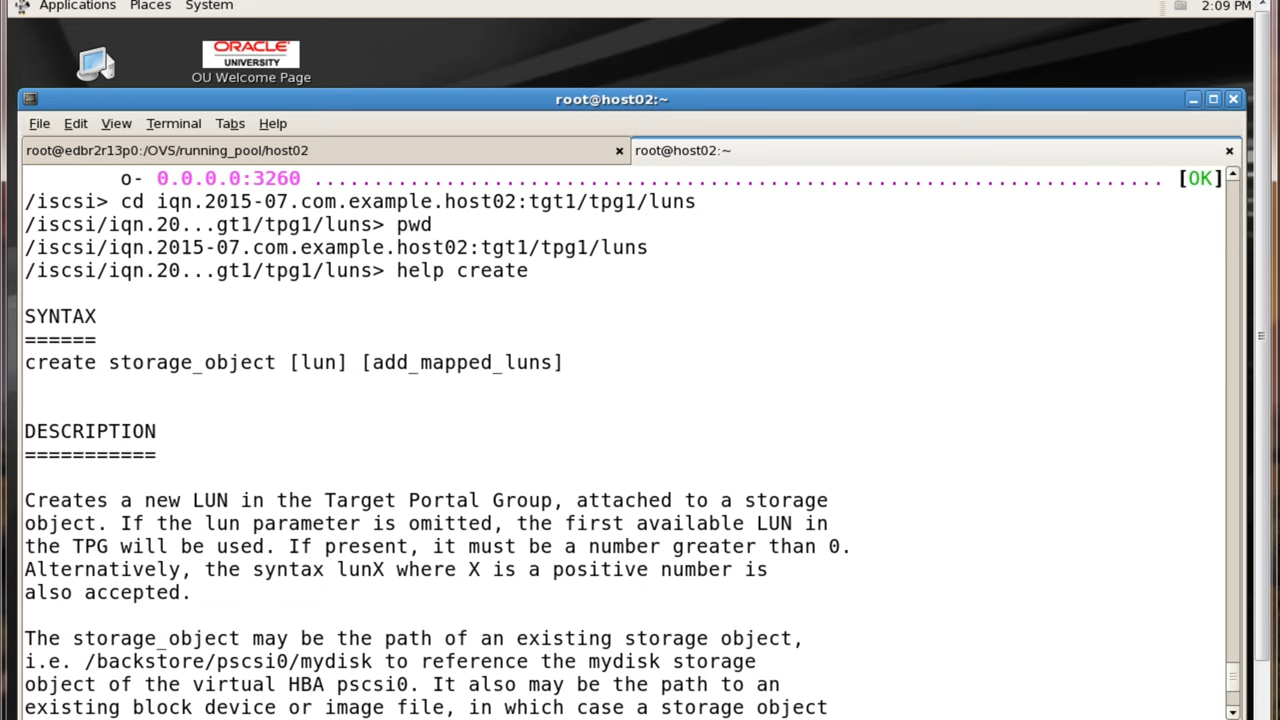 Applications Places System 2:09 PM
ORACLE
UNIVERSITY
OU Welcome Page
root@host02:~
File Edit View Terminal Tabs Help
root@edbr2r13p0:/OVS/running_pool/host02 root@host02:~
o- 0.0.0.0:3260 ...................................................................... [OK]
/iscsi> cd iqn.2015-07.com.example.host02:tgt1/tpg1/luns
/iscsi/iqn.20...gt1/tpg1/luns> pwd
/iscsi/iqn.2015-07.com.example.host02:tgt1/tpg1/luns
/iscsi/iqn.20...gt1/tpg1/luns> help create
SYNTAX
======
create storage_object [lun] [add_mapped_luns]
DESCRIPTION
===========
Creates a new LUN in the Target Portal Group, attached to a storage
object. If the lun parameter is omitted, the first available LUN in
the TPG will be used. If present, it must be a number greater than 0.
Alternatively, the syntax lunX where X is a positive number is
also accepted.
The storage_object may be the path of an existing storage object,
i.e. /backstore/pscsi0/mydisk to reference the mydisk storage
object of the virtual HBA pscsi0. It also may be the path to an
existing block device or image file, in which case a storage object